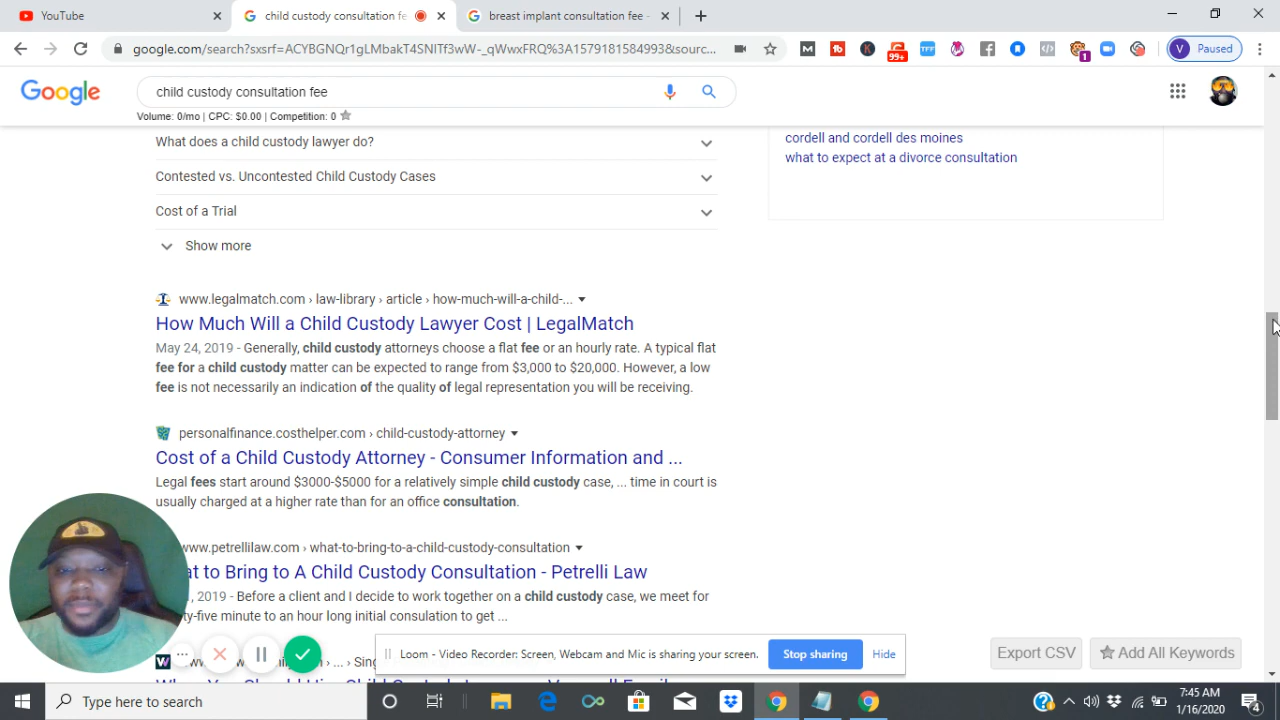 YouTube
child custody consultation fe
breast implant consultation fee -
google.com/search?sxsrf=ACYBGNQr1gLMbakT4SNITf3wW-_qWwxFRQ%3A1579181584993&sourc...
99+
TFF
1
V Paused
Google
child custody consultation fee
Volume: 0/mo | CPC: $0.00 | Competition: 0
What does a child custody lawyer do?
Contested vs. Uncontested Child Custody Cases
Cost of a Trial
Show more
cordell and cordell des moines
what to expect at a divorce consultation
www.legalmatch.com › law-library › article › how-much-will-a-child-...
How Much Will a Child Custody Lawyer Cost | LegalMatch
May 24, 2019 - Generally, child custody attorneys choose a flat fee or an hourly rate. A typical flat
fee for a child custody matter can be expected to range from $3,000 to $20,000. However, a low
fee is not necessarily an indication of the quality of legal representation you will be receiving.
personalfinance.costhelper.com › child-custody-attorney
Cost of a Child Custody Attorney - Consumer Information and ...
Legal fees start around $3000-$5000 for a relatively simple child custody case, ... time in court is
usually charged at a higher rate than for an office consultation.
www.petrellilaw.com › what-to-bring-to-a-child-custody-consultation
at to Bring to A Child Custody Consultation - Petrelli Law
, 2019 - Before a client and I decide to work together on a child custody case, we meet for
ty-five minute to an hour long initial consultation to get ...
Loom - Video Recorder: Screen, Webcam and Mic is sharing your screen.
Stop sharing
Hide
Export CSV
Add All Keywords
Type here to search
7:45 AM
1/16/2020
4